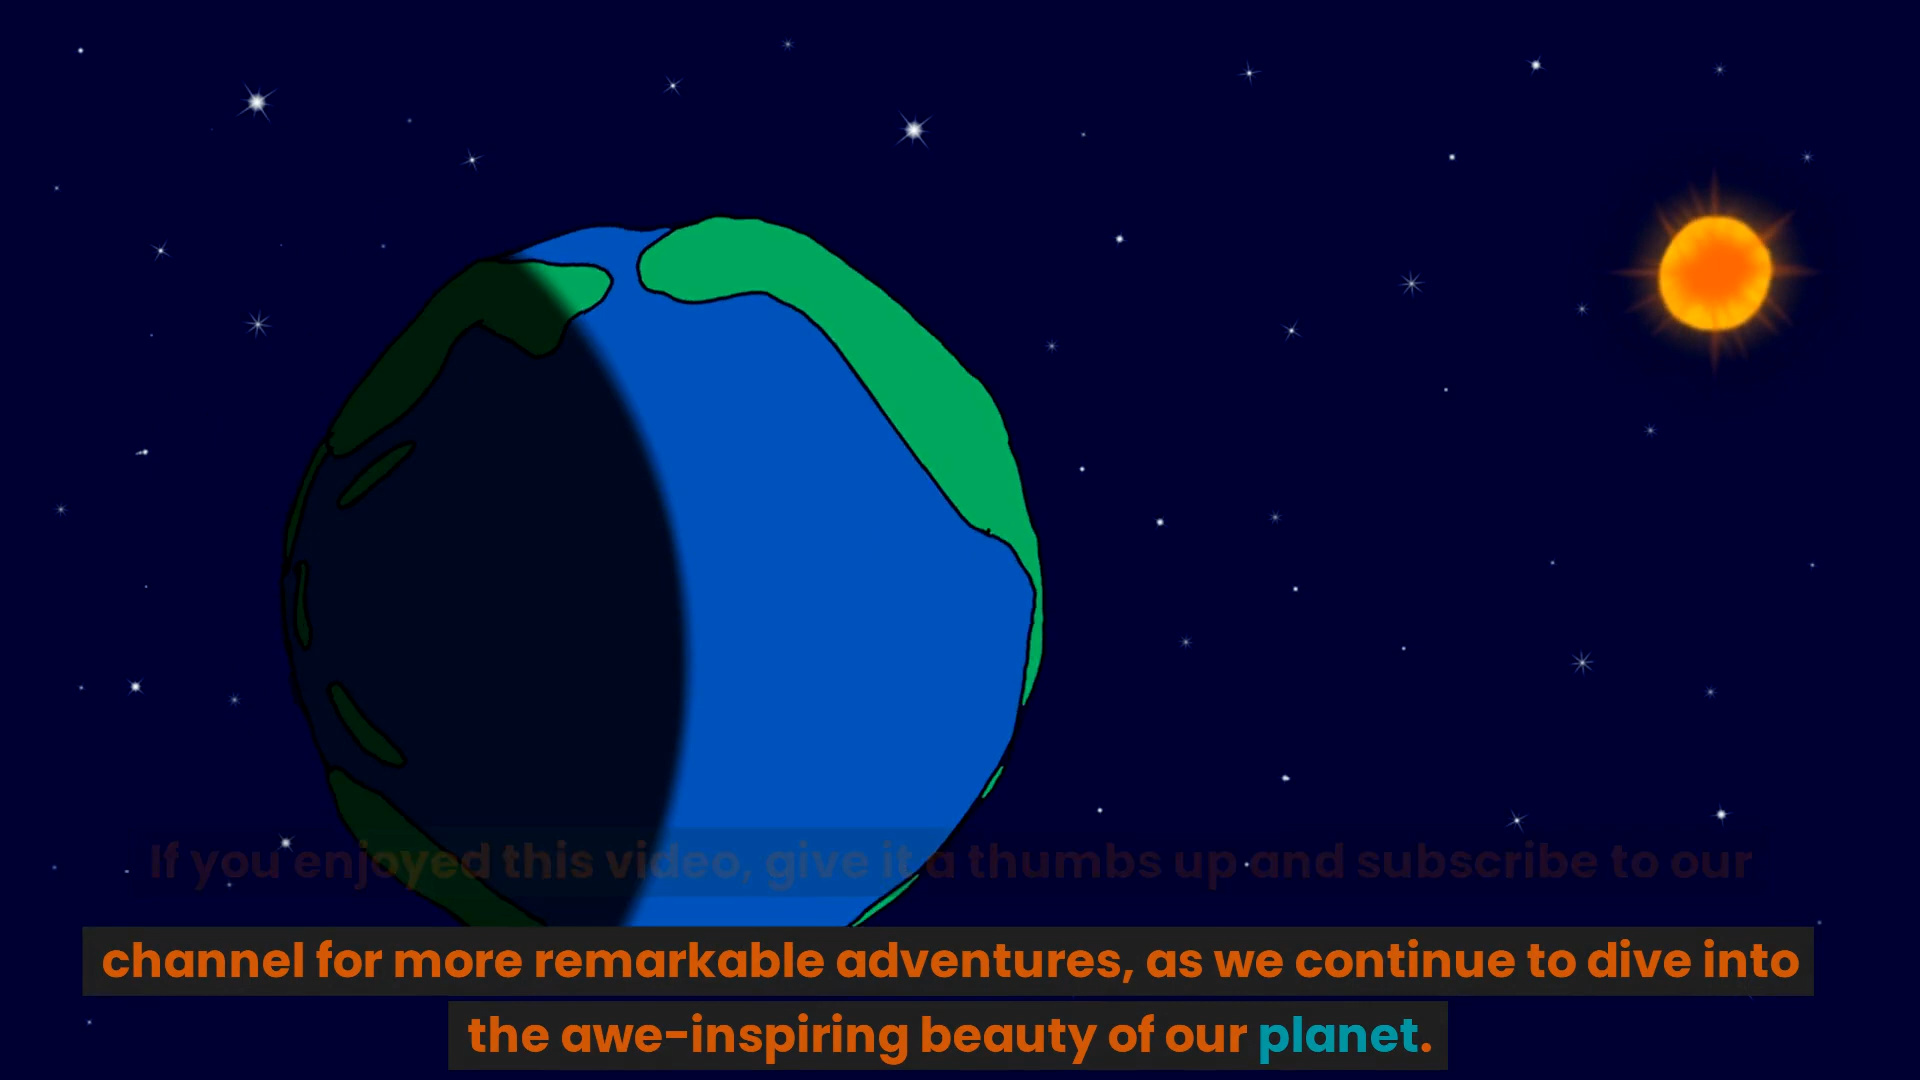 If you enjoyed this video, give it a thumbs up and subscribe to our
channel for more remarkable adventures, as we continue to dive into
the awe-inspiring beauty of our planet.